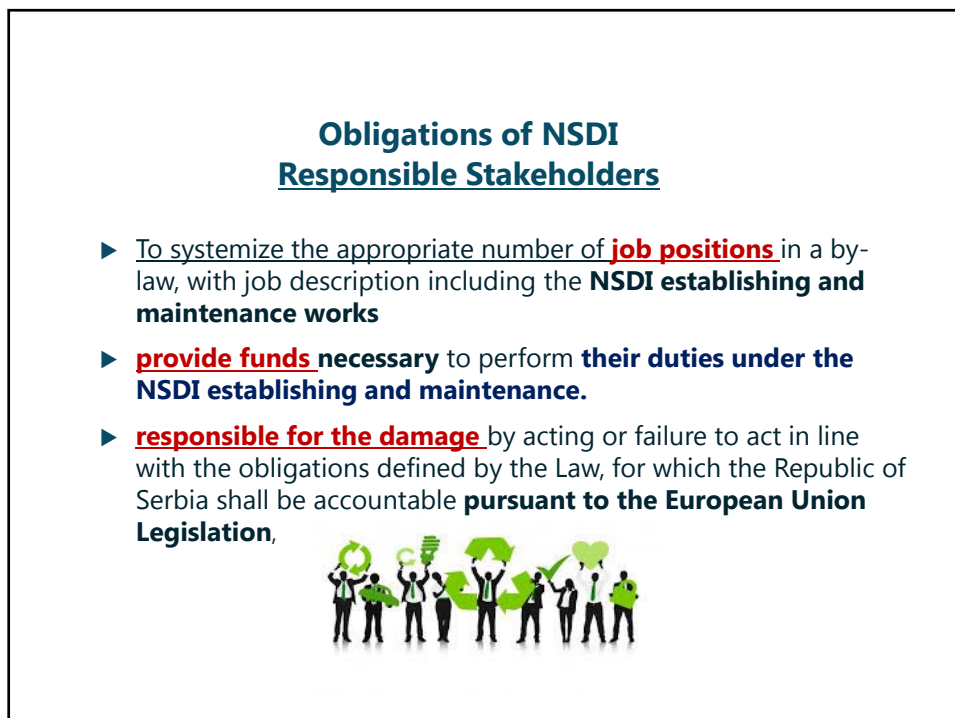 Obligations of NSDI
Responsible Stakeholders
To systemize the appropriate number of job positions in a by-
law, with job description including the NSDI establishing and
maintenance works
provide funds necessary to perform their duties under the
NSDI establishing and maintenance.
responsible for the damage by acting or failure to act in line
with the obligations defined by the Law, for which the Republic of
Serbia shall be accountable pursuant to the European Union
Legislation,